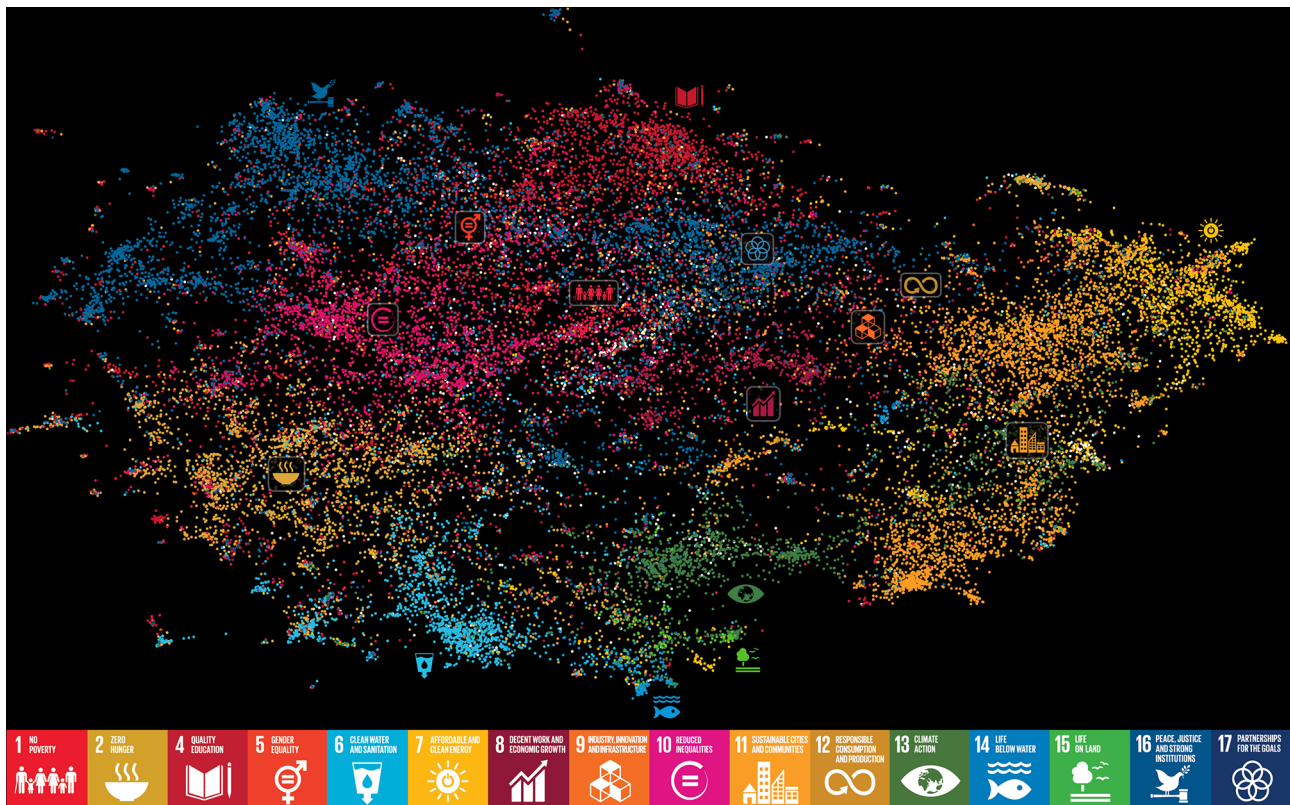 1 NO
POVERTY
2 ZERO
HUNGER
4 QUALITY
EDUCATION
5 GENDER
EQUALITY
6 CLEAN WATER
AND SANITATION
7 AFFORDABLE AND
CLEAN ENERGY
8 DECENT WORK AND
ECONOMIC GROWTH
9 INDUSTRY, INNOVATION
AND INFRASTRUCTURE
10 REDUCED
INEQUALITIES
11 SUSTAINABLE CITIES
AND COMMUNITIES
12 RESPONSIBLE
CONSUMPTION
AND PRODUCTION
13 CLIMATE
ACTION
14 LIFE
BELOW WATER
15 LIFE
ON LAND
16 PEACE, JUSTICE
AND STRONG
INSTITUTIONS
17 PARTNERSHIPS
FOR THE GOALS